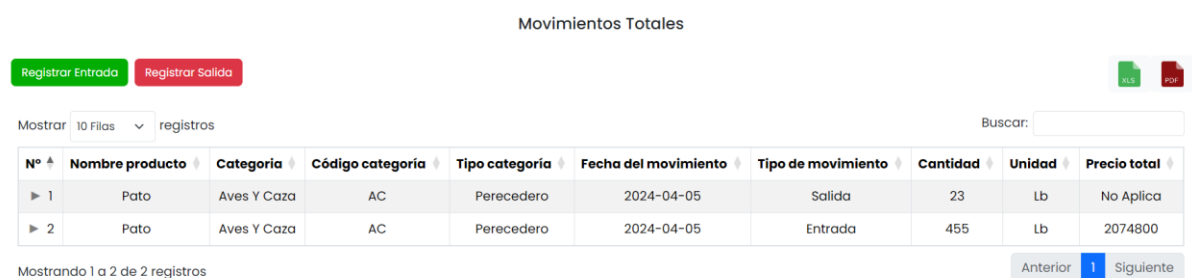 Movimientos Totales
Registrar Entrada Registrar Salida XLS PDF
Mostrar 10 Filas registros Buscar:
Nº Nombre producto Categoria Código categoría Tipo categoría Fecha del movimiento Tipo de movimiento Cantidad Unidad Precio total
1 Pato Aves Y Caza AC Perecedero 2024-04-05 Salida 23 Lb No Aplica
2 Pato Aves Y Caza AC Perecedero 2024-04-05 Entrada 455 Lb 2074800
Mostrando 1 a 2 de 2 registros Anterior 1 Siguiente